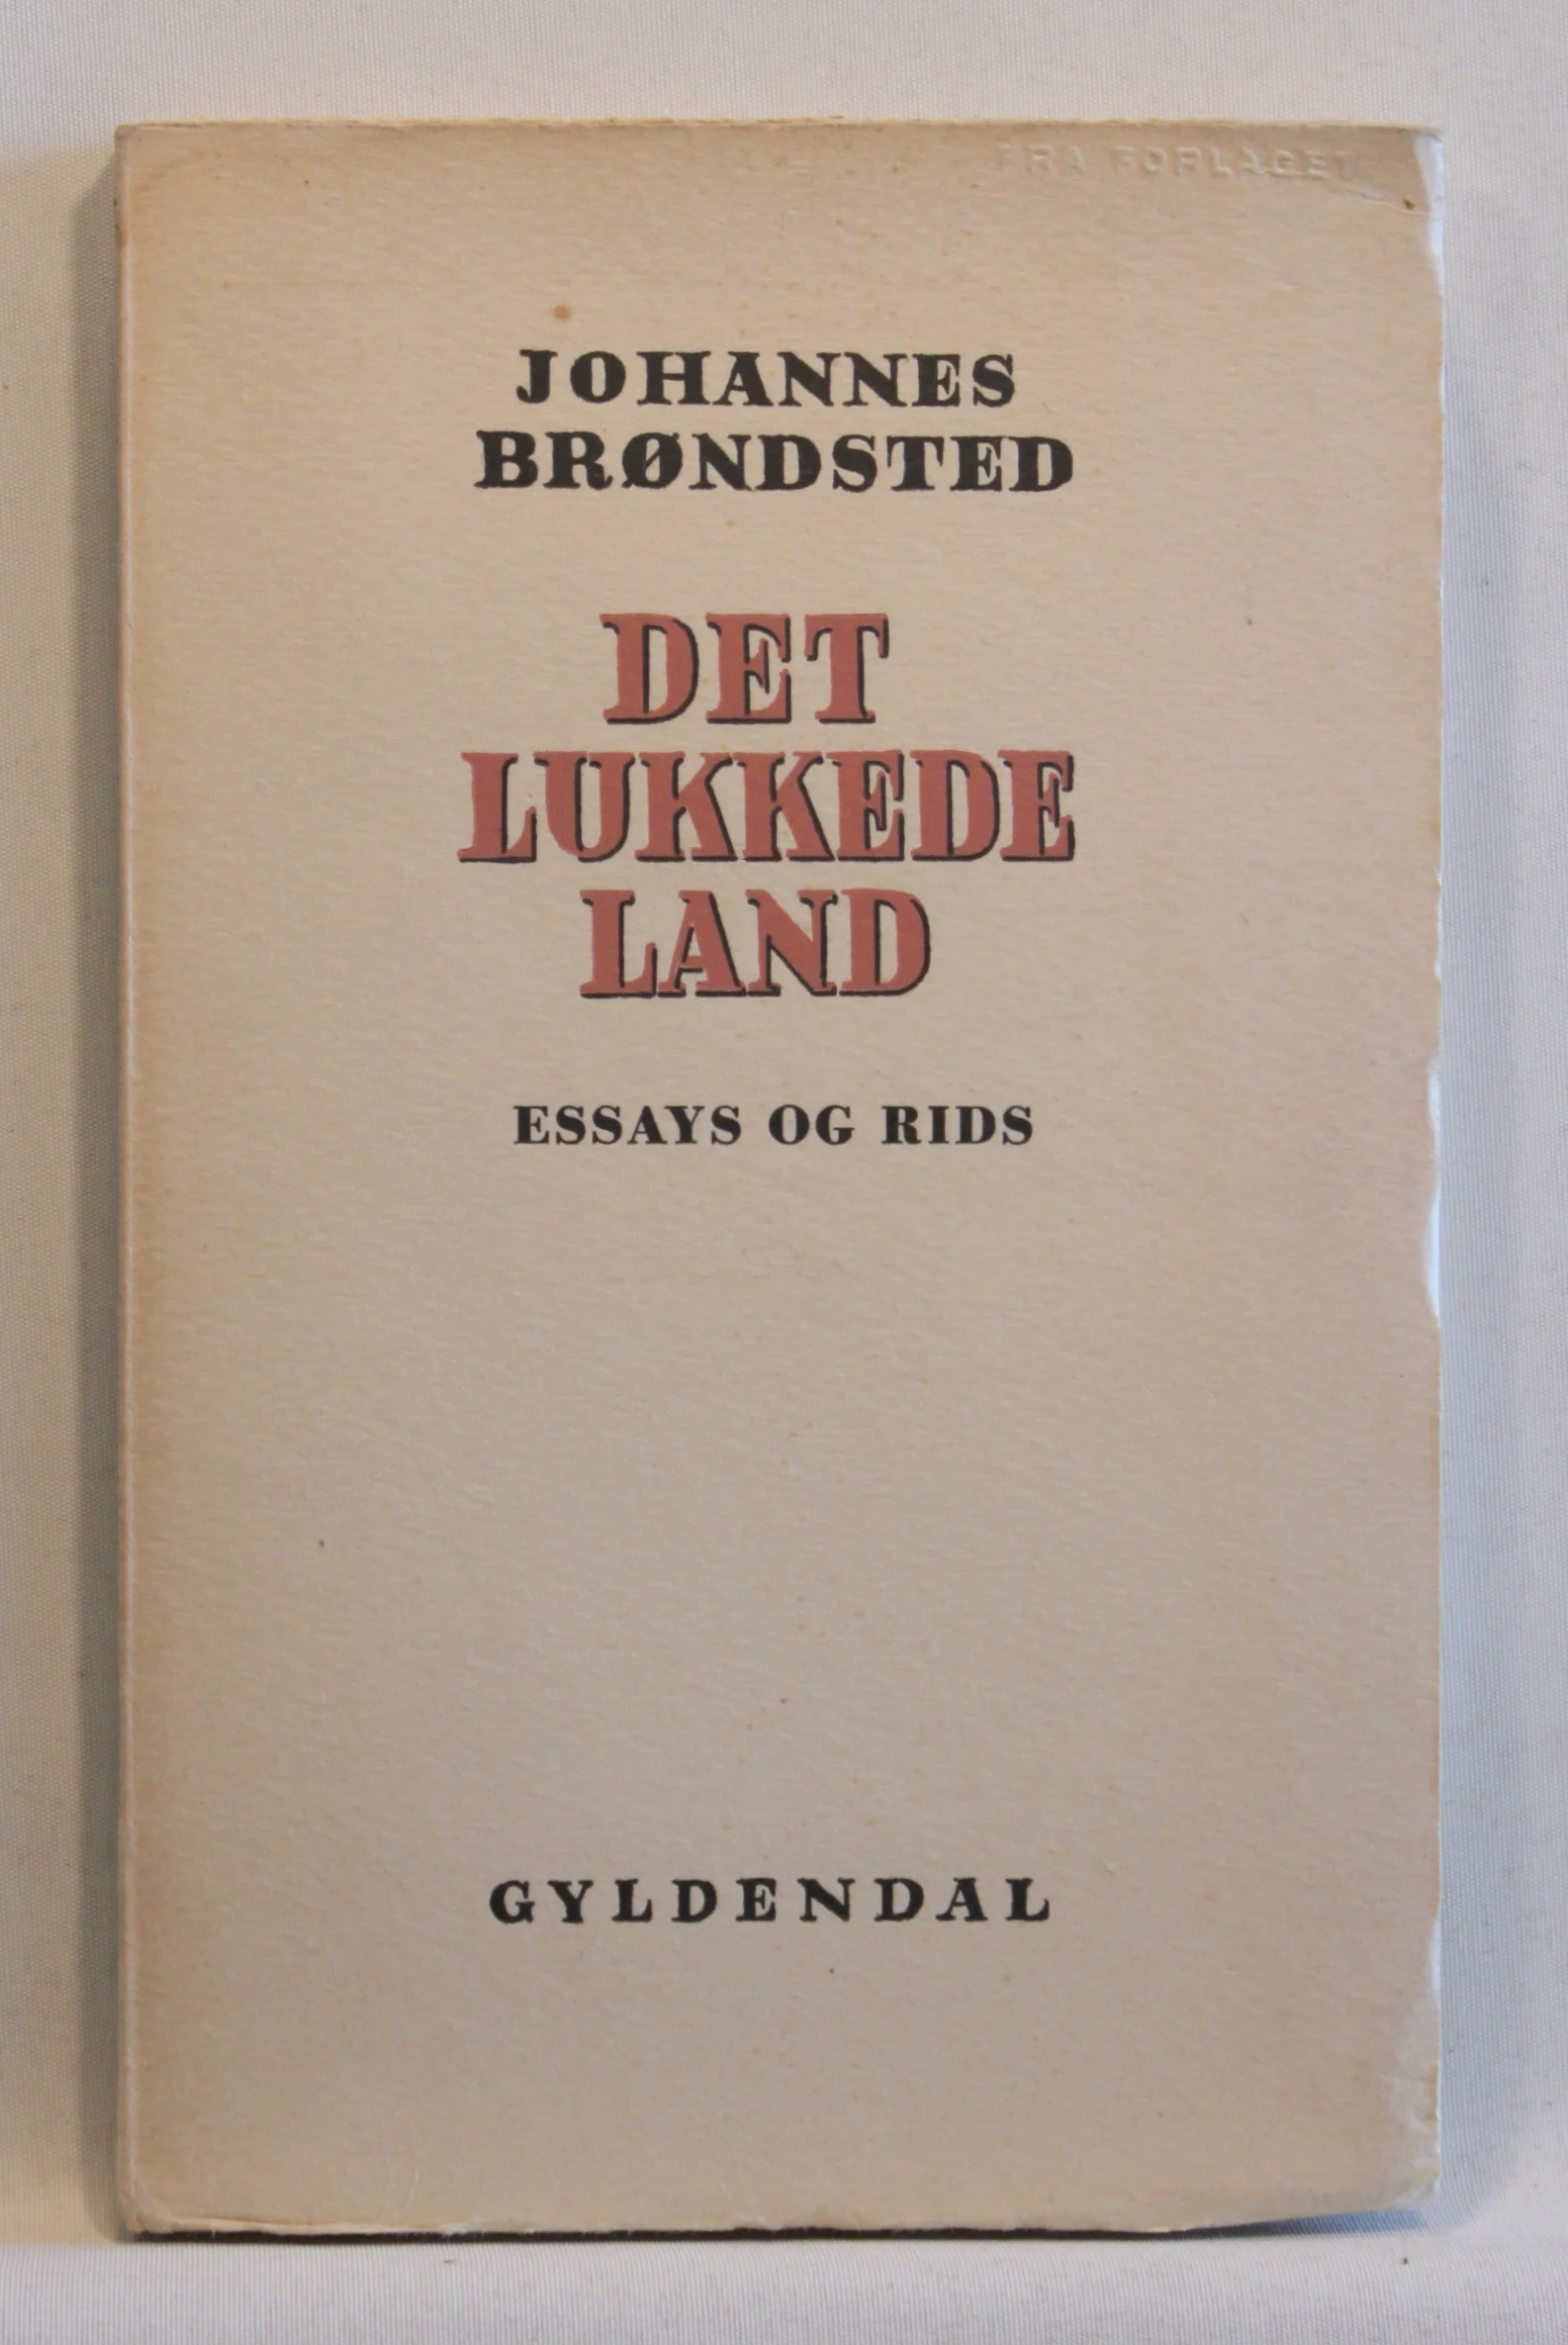 FRA FORLAGET
JOHANNES
BRØNDSTED
DET
LUKKEDE
LAND
ESSAYS OG RIDS
GYLDENDAL